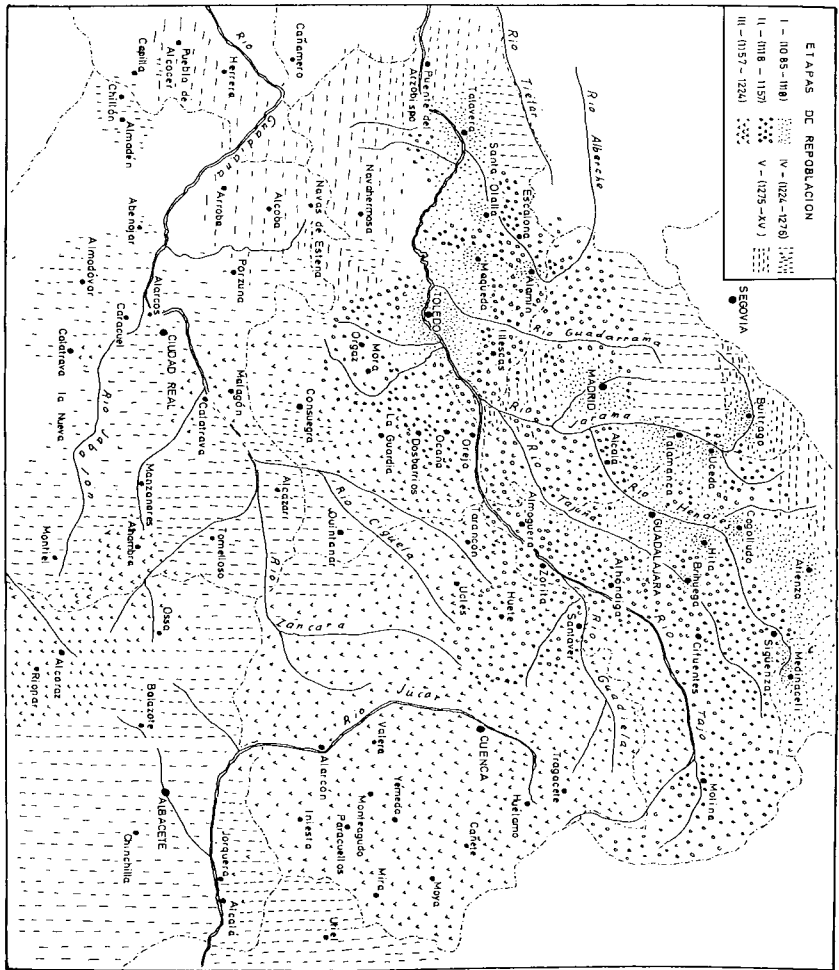 ETAPAS DE REPOBLACION
I - (1085-1118)
II - (1118 - 1157)
III - (1157 - 1224)
IV - (1224-1276)
V - (1275-XV)
SEGOVIA
Buitrago
Atienza
Medinaceli
Sigüenza
Cogolludo
Uceda
Talamanca
Hita
Brihuega
Cifuentes
Molina
Río Alberche
Río Tietar
Río Guadarrama
MADRID
Río Jarama
Alcalá
Río Henares
GUADALAJARA
Río Tajuña
Alhóndiga
Río Tajo
Escalona
Alamín
Santa Olalla
Maqueda
Illescas
Talavera
Puente del
Arzobispo
TOLEDO
Almoguera
Zorita
Santaver
Río Guadiela
Tragacete
Huélamo
Oreja
Ocaña
Dosbarrios
La Guardia
Tarancón
Huete
Uclés
CUENCA
Cañete
Mora
Orgaz
Navahermosa
Navas de Estena
Consuegra
Quintanar
Río Cigüela
Río Záncara
Río Júcar
Valera
Yémeda
Monteagudo
Paracuellos
Moya
Mira
Alarcón
Iniesta
Utiel
Cañamero
Alcoba
Arroba
Porzuna
Malagón
Alcázar
Herrera
Río Guadiana
Puebla de
Alcocer
Capilla
Chillón
Almadén
Abenójar
Almodóvar
Alarcos
CIUDAD REAL
Caracuel
Calatrava
Calatrava la Nueva
Río Jabalón
Manzanares
Tomelloso
Alhambra
Montiel
Ossa
Alcaraz
Riopar
Balazote
ALBACETE
Chinchilla
Jorquera
Alcalá